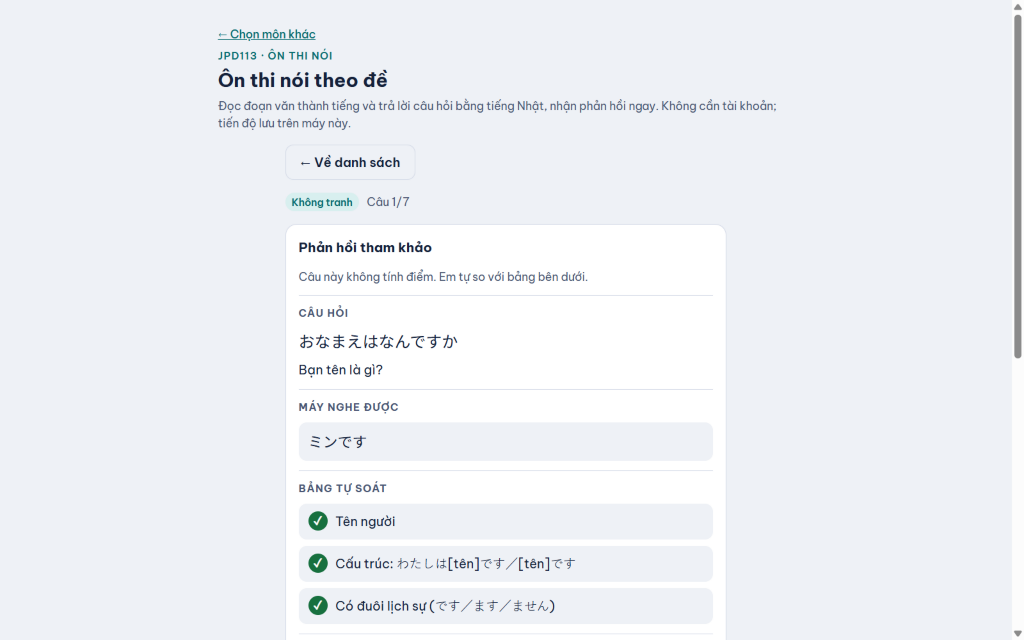 ← Chọn môn khác
JPD113 · ÔN THI NÓI
Ôn thi nói theo đề
Đọc đoạn văn thành tiếng và trả lời câu hỏi bằng tiếng Nhật, nhận phản hồi ngay. Không cần tài khoản;
tiến độ lưu trên máy này.
← Về danh sách
Không tranh Câu 1/7
Phản hồi tham khảo
Câu này không tính điểm. Em tự so với bảng bên dưới.
CÂU HỎI
おなまえはなんですか
Bạn tên là gì?
MÁY NGHE ĐƯỢC
ミンです
BẢNG TỰ SOÁT
Tên người
Cấu trúc: わたしは[tên]です／[tên]です
Có đuôi lịch sự (です／ます／ません)